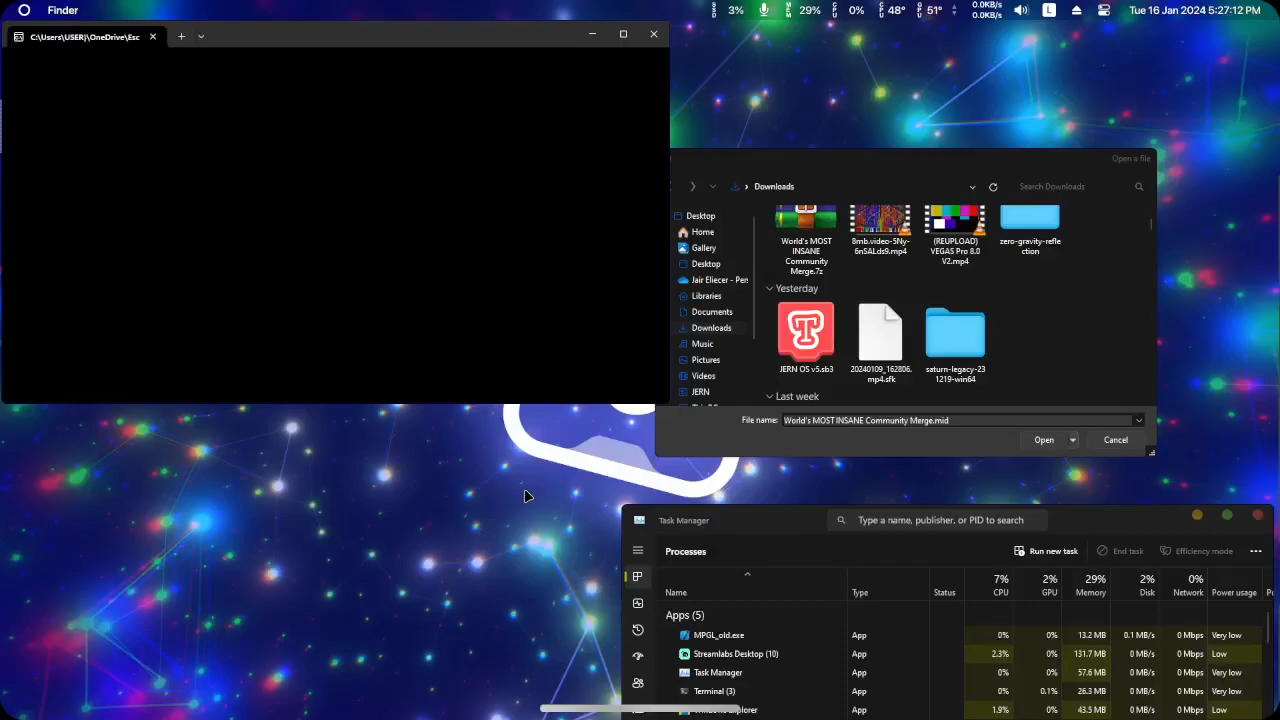 Finder
3%
29%
0%
48°
51°
0.0KB/s
0.0KB/s
L
Tue 16 Jan 2024 5:27:12 PM
C:\Users\USER]\OneDrive\Esc
Open a file
Downloads
Search Downloads
Desktop
Home
Gallery
Desktop
Jair Eliecer - Pers
Libraries
Documents
Downloads
Music
Pictures
Videos
JERN
World's MOST
INSANE
Community
Merge.7z
8mb.video-5Ny-
6nSALds9.mp4
(REUPLOAD)
VEGAS Pro 8.0
V2.mp4
zero-gravity-refle
ction
Yesterday
JERN OS v5.sb3
20240109_162806.
mp4.sfk
saturn-legacy-23
1219-win64
Last week
File name:
World's MOST INSANE Community Merge.mid
Open
Cancel
Task Manager
Type a name, publisher, or PID to search
Processes
Run new task
End task
Efficiency mode
7%
2%
29%
2%
0%
Name
Type
Status
CPU
GPU
Memory
Disk
Network
Power usage
Apps (5)
MPGL_old.exe App 0% 0% 13.2 MB 0.1 MB/s 0 Mbps Very low
Streamlabs Desktop (10) App 2.3% 0% 131.7 MB 0 MB/s 0 Mbps Low
Task Manager App 0% 0% 57.6 MB 0 MB/s 0 Mbps Very low
Terminal (3) App 0% 0.1% 26.3 MB 0 MB/s 0 Mbps Very low
App 1.9% 0% 43.5 MB 0 MB/s 0 Mbps Low